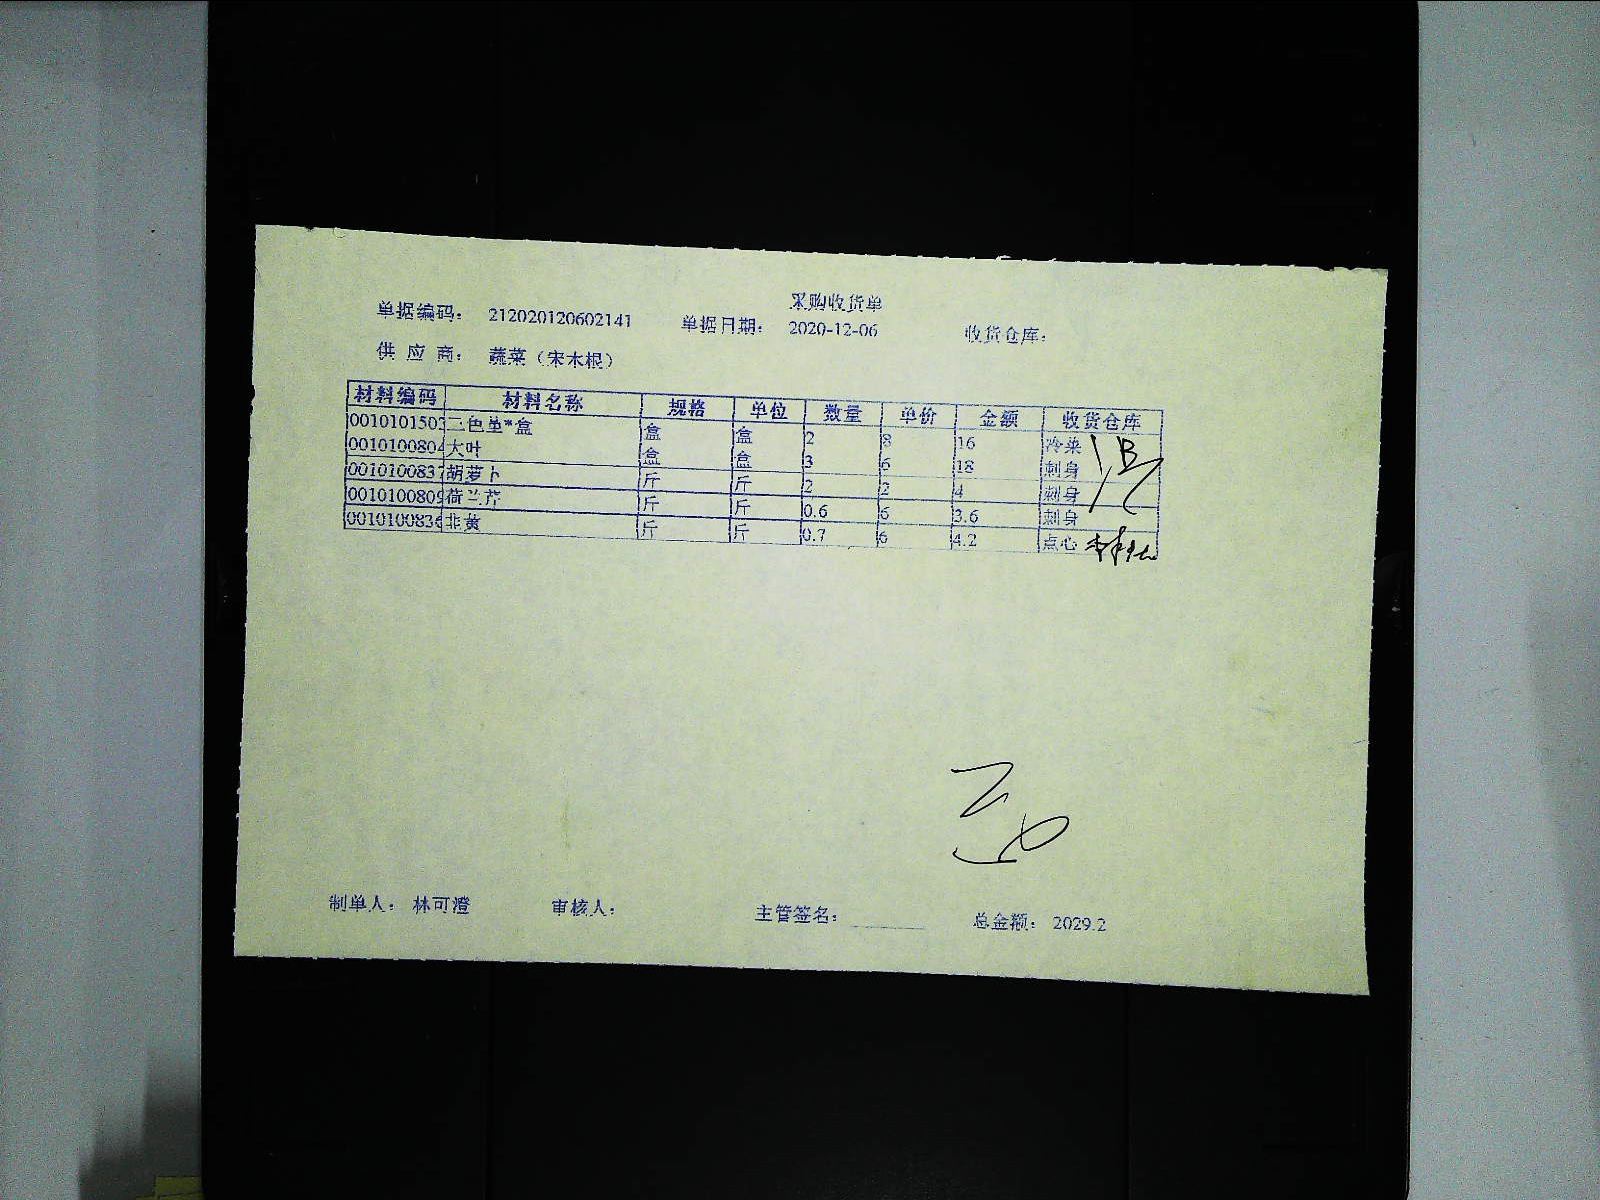 采购收货单
单据编码： 212020120602141 单据日期： 2020-12-06 收货仓库：
供 应 商： 蔬菜（宋木根）
材料编码 材料名称 规格 单位 数量 单价 金额 收货仓库
0010101503 三色堇*盒 盒 盒 2 8 16 冷菜
0010100804 大叶 盒 盒 3 6 18 刺身
0010100837 胡萝卜 斤 斤 2 2 4 刺身
0010100809 荷兰芹 斤 斤 0.6 6 3.6 刺身
0010100836 韭黄 斤 斤 0.7 6 4.2 点心
制单人： 林可澄 审核人： 主管签名： 总金额： 2029.2